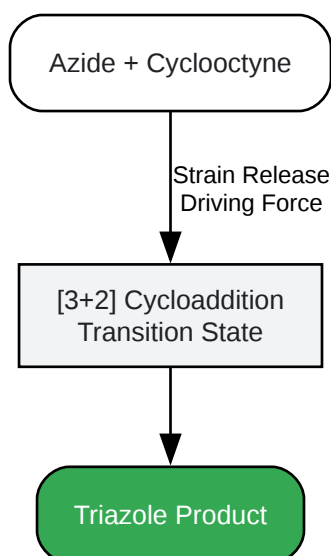 Azide + Cyclooctyne
Strain Release
Driving Force
[3+2] Cycloaddition
Transition State
Triazole Product